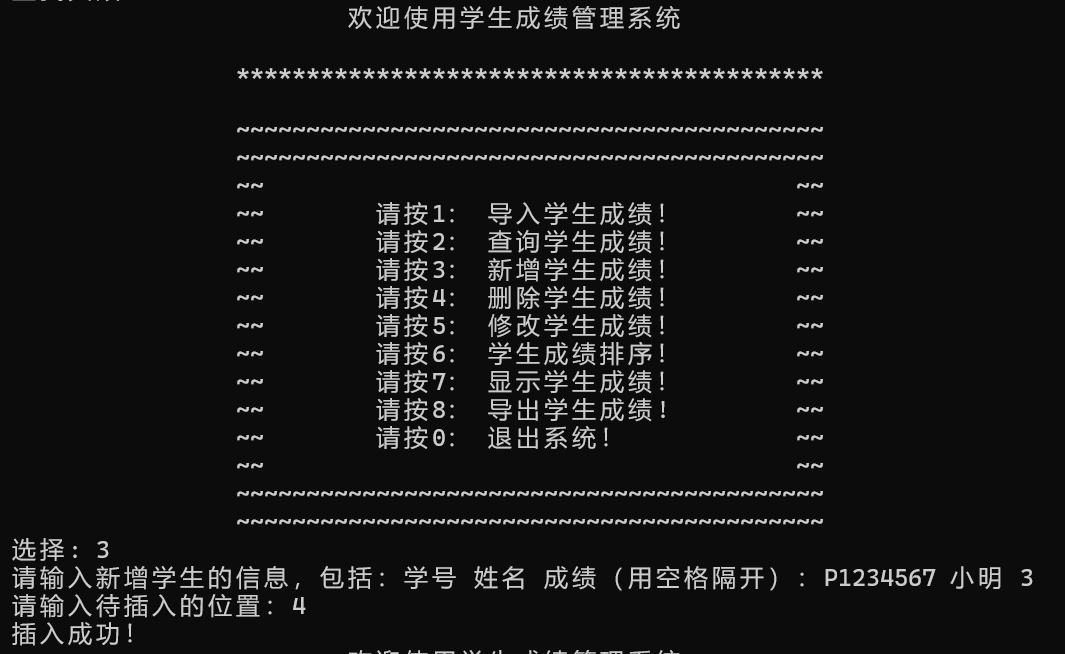 欢迎使用学生成绩管理系统
******************************************
~~~~~~~~~~~~~~~~~~~~~~~~~~~~~~~~~~~~~~~~~~
~~~~~~~~~~~~~~~~~~~~~~~~~~~~~~~~~~~~~~~~~~
~~ ~~
~~ 请按1: 导入学生成绩! ~~
~~ 请按2: 查询学生成绩! ~~
~~ 请按3: 新增学生成绩! ~~
~~ 请按4: 删除学生成绩! ~~
~~ 请按5: 修改学生成绩! ~~
~~ 请按6: 学生成绩排序! ~~
~~ 请按7: 显示学生成绩! ~~
~~ 请按8: 导出学生成绩! ~~
~~ 请按0: 退出系统! ~~
~~ ~~
~~~~~~~~~~~~~~~~~~~~~~~~~~~~~~~~~~~~~~~~~~
~~~~~~~~~~~~~~~~~~~~~~~~~~~~~~~~~~~~~~~~~~
选择: 3
请输入新增学生的信息, 包括: 学号 姓名 成绩 (用空格隔开) : P1234567 小明 3
请输入待插入的位置: 4
插入成功!